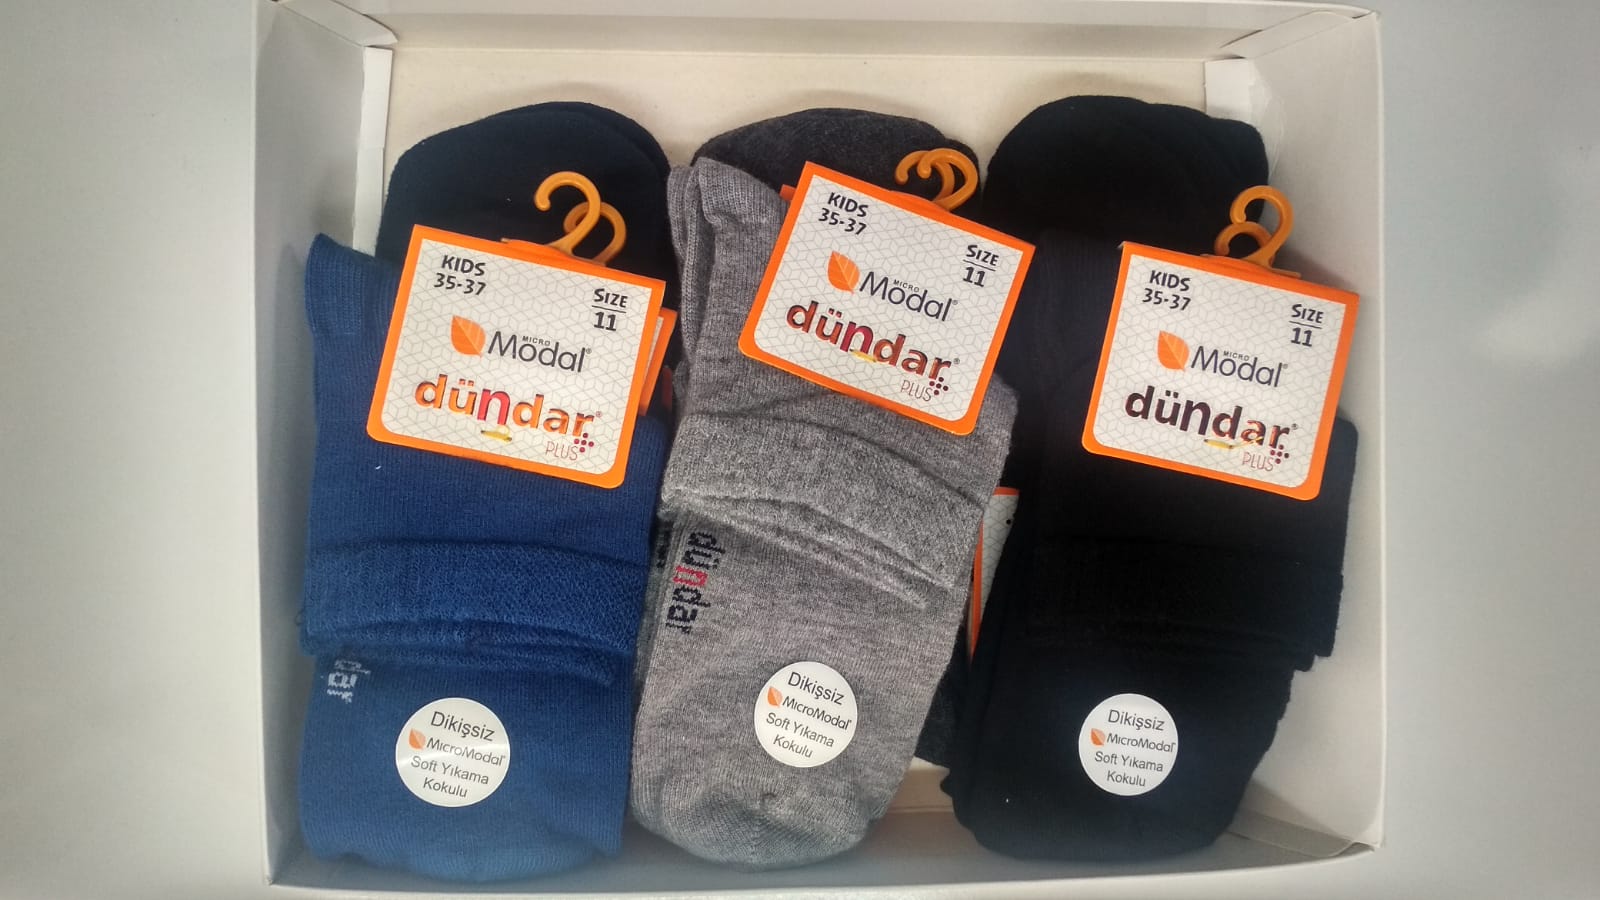 KIDS
35-37
SIZE
11
MICRO
Modal®
dündar®
PLUS
KIDS
35-37
SIZE
11
MICRO
Modal®
dündar®
PLUS
KIDS
35-37
SIZE
11
MICRO
Modal®
dündar®
PLUS
dündar
Dikişsiz
MicroModal®
Soft Yıkama
Kokulu
Dikişsiz
MicroModal®
Soft Yıkama
Kokulu
Dikişsiz
MicroModal®
Soft Yıkama
Kokulu